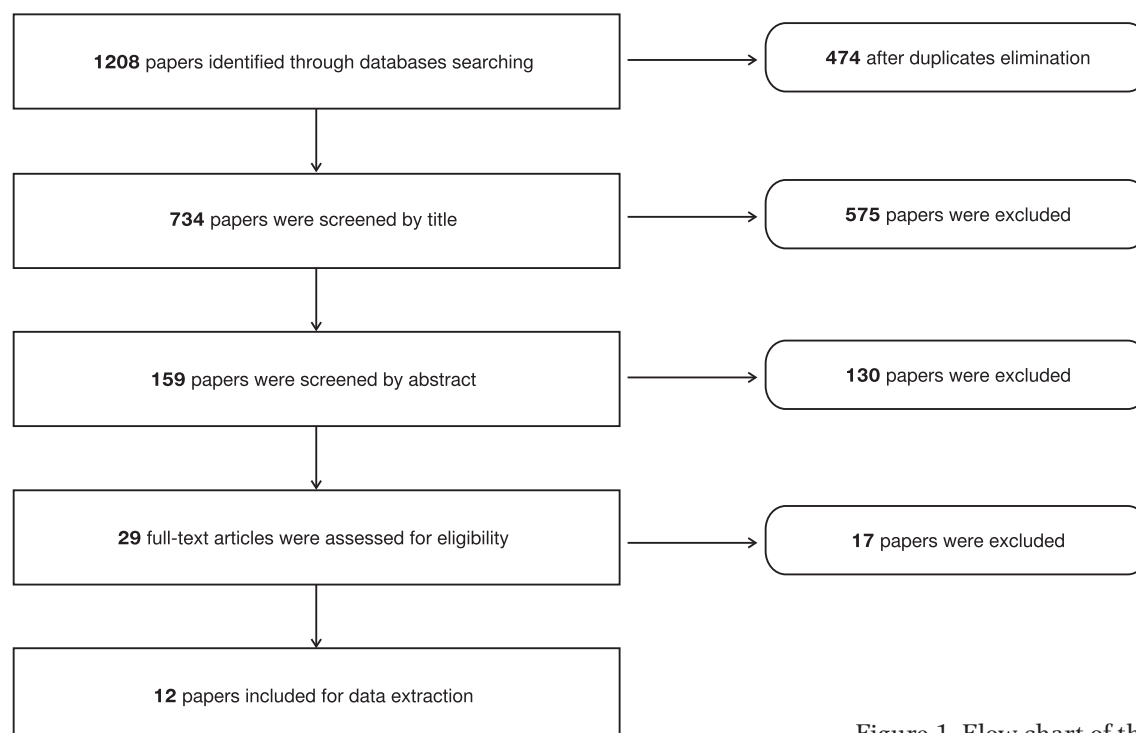 1208 papers identified through databases searching
474 after duplicates elimination
734 papers were screened by title
575 papers were excluded
159 papers were screened by abstract
130 papers were excluded
29 full-text articles were assessed for eligibility
17 papers were excluded
12 papers included for data extraction
Figure 1. Flow chart of th